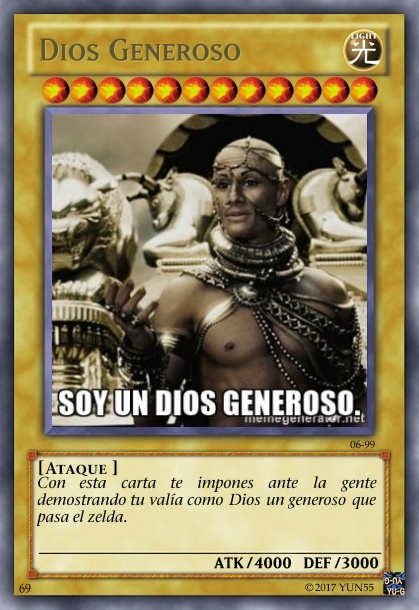 DIOS GENEROSO
LIGHT
光
SOY UN DIOS GENEROSO.
memegenerator.net
06-99
[ATAQUE ]
Con esta carta te impones ante la gente
demostrando tu valía como Dios un generoso que
pasa el zelda.
ATK/4000 DEF/3000
69
©2017 YUN55
YU-G